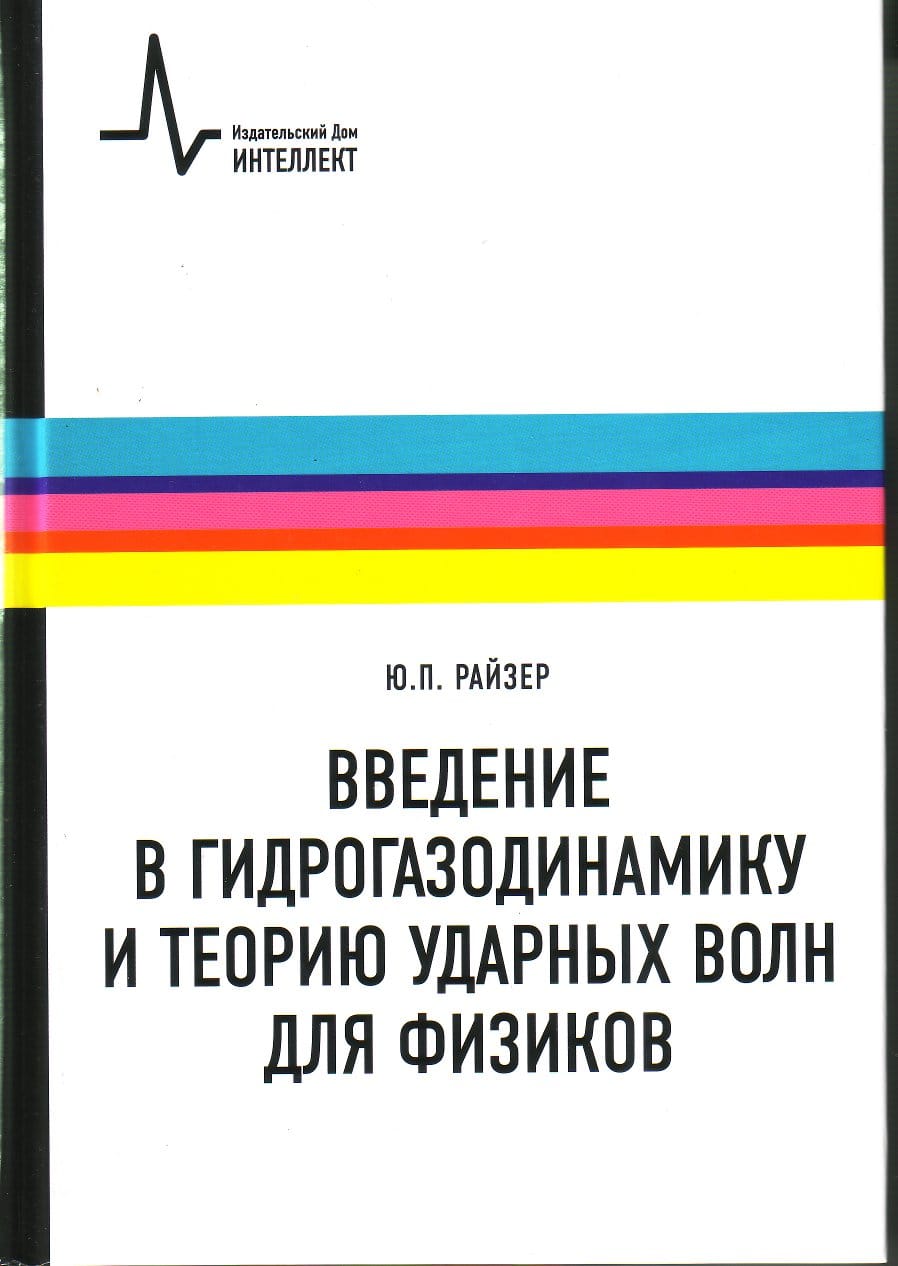 Издательский Дом
ИНТЕЛЛЕКТ
Ю.П. РАЙЗЕР
ВВЕДЕНИЕ
В ГИДРОГАЗОДИНАМИКУ
И ТЕОРИЮ УДАРНЫХ ВОЛН
ДЛЯ ФИЗИКОВ